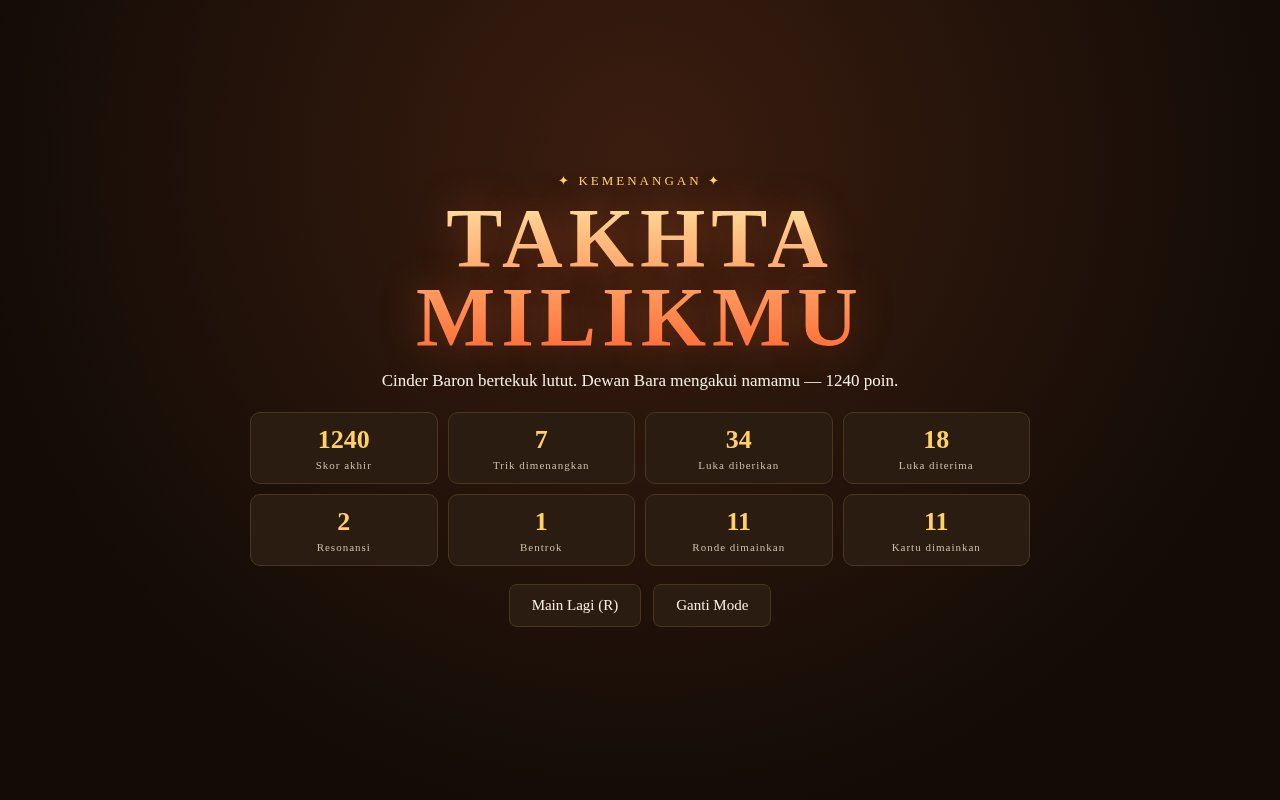 ✦ KEMENANGAN ✦
TAKHTA
MILIKMU
Cinder Baron bertekuk lutut. Dewan Bara mengakui namamu — 1240 poin.
1240
Skor akhir
7
Trik dimenangkan
34
Luka diberikan
18
Luka diterima
2
Resonansi
1
Bentrok
11
Ronde dimainkan
11
Kartu dimainkan
Main Lagi (R)
Ganti Mode